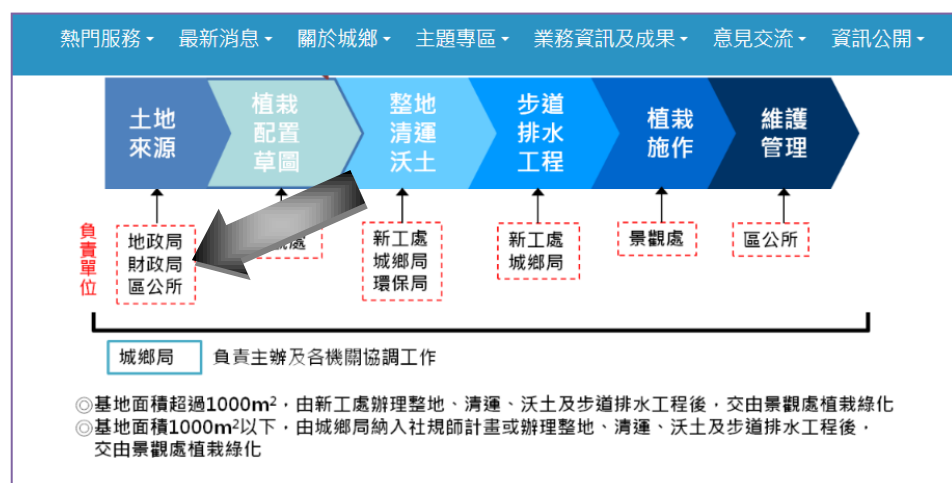 熱門服務 最新消息 關於城鄉 主題專區 業務資訊及成果 意見交流 資訊公開
土地
來源
植栽
配置
草圖
整地
清運
沃土
步道
排水
工程
植栽
施作
維護
管理
負責單位
地政局
財政局
區公所
處
新工處
城鄉局
環保局
新工處
城鄉局
景觀處
區公所
城鄉局 負責主辦及各機關協調工作
◎基地面積超過1000m²，由新工處辦理整地、清運、沃土及步道排水工程後，交由景觀處植栽綠化
◎基地面積1000m²以下，由城鄉局納入社規師計畫或辦理整地、清運、沃土及步道排水工程後，
交由景觀處植栽綠化